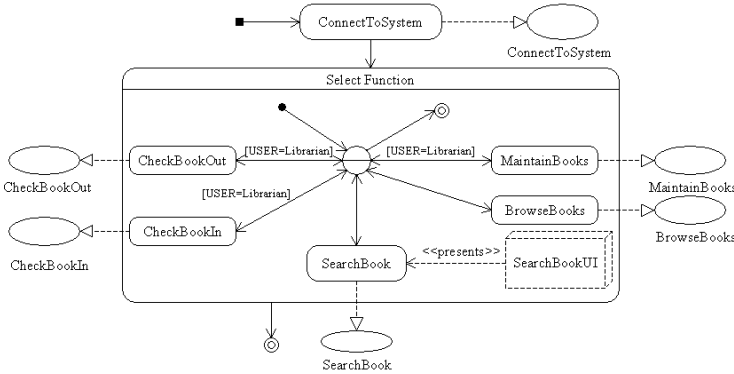 ConnectToSystem
ConnectToSystem
Select Function
[USER=Librarian]
[USER=Librarian]
CheckBookOut
MaintainBooks
CheckBookOut
MaintainBooks
[USER=Librarian]
BrowseBooks
CheckBookIn
BrowseBooks
<<presents>>
SearchBook
SearchBookUI
CheckBookIn
SearchBook